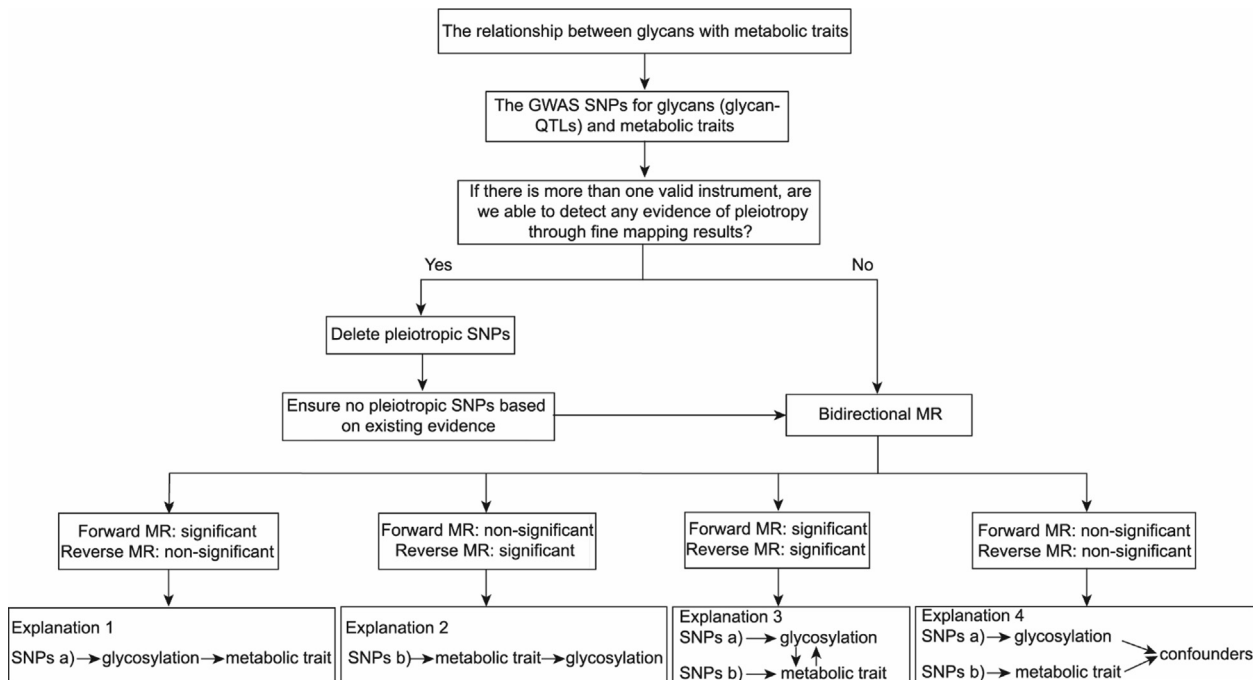 The relationship between glycans with metabolic traits
The GWAS SNPs for glycans (glycan-
QTLs) and metabolic traits
If there is more than one valid instrument, are
we able to detect any evidence of pleiotropy
through fine mapping results?
Yes
No
Delete pleiotropic SNPs
Ensure no pleiotropic SNPs based
on existing evidence
Bidirectional MR
Forward MR: significant
Reverse MR: non-significant
Forward MR: non-significant
Reverse MR: significant
Forward MR: significant
Reverse MR: significant
Forward MR: non-significant
Reverse MR: non-significant
Explanation 1
SNPs a) → glycosylation → metabolic trait
Explanation 2
SNPs b) → metabolic trait → glycosylation
Explanation 3
SNPs a) → glycosylation
SNPs b) → metabolic trait
Explanation 4
SNPs a) → glycosylation
SNPs b) → metabolic trait
confounders